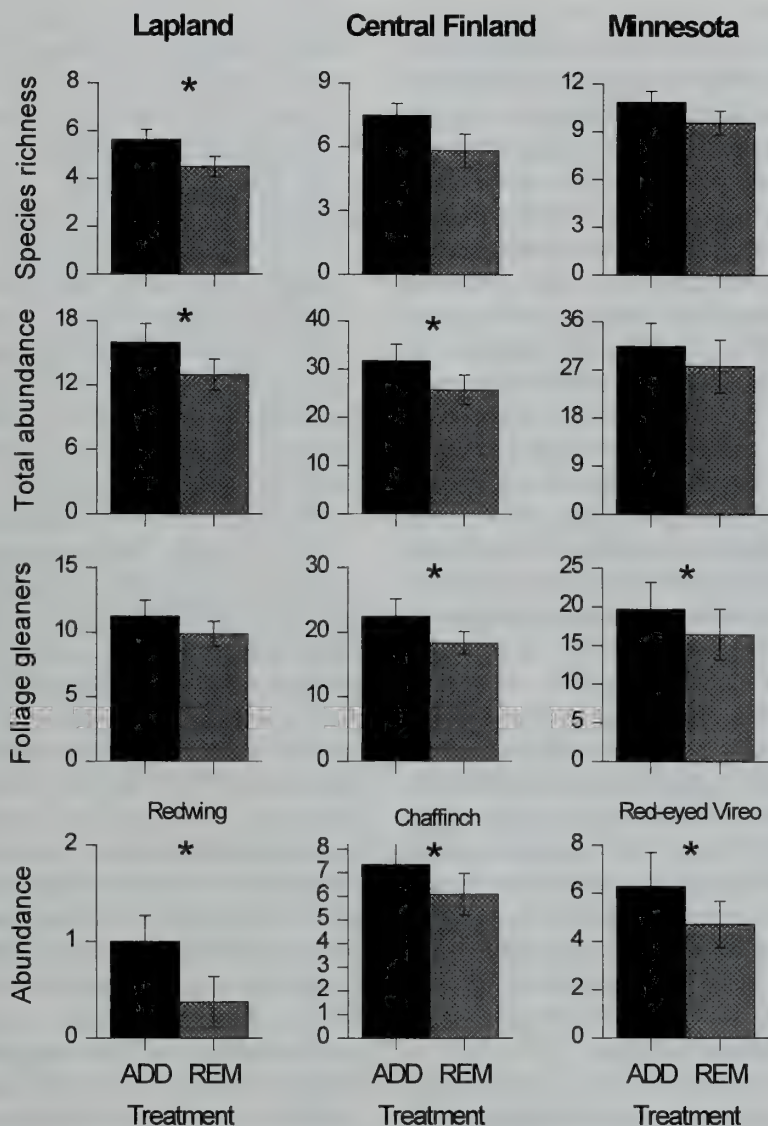 Lapland Central Finland Minnesota
Species richness
8 6 4 2 0
*
9 6 3 0
12 9 6 3 0
Total abundance
18 12 6 0
*
40 30 20 10 0
*
36 27 18 9 0
Foliage gleaners
15 10 5 0
30 20 10 0
*
25 20 15 10 5 0
*
Redwing Chaffinch Red-eyed Vireo
Abundance
2 1 0
*
8 7 6 5 4 3 2 1 0
*
8 6 4 2 0
*
ADD REM ADD REM ADD REM
Treatment Treatment Treatment